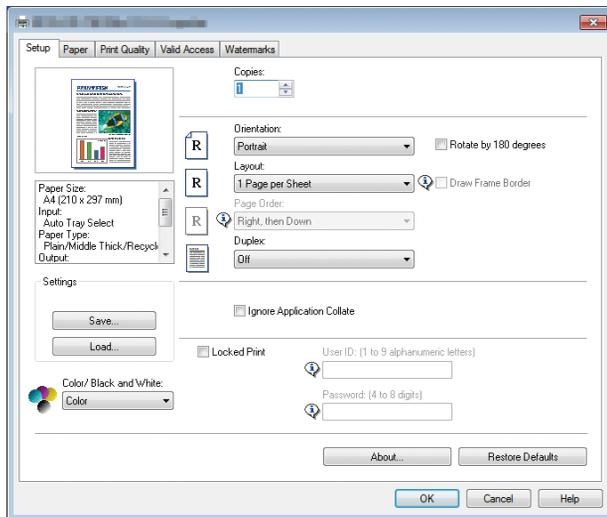 Setup
Paper
Print Quality
Valid Access
Watermarks
Copies:
1
Orientation:
R
Portrait
Rotate by 180 degrees
Layout:
R
1 Page per Sheet
Draw Frame Border
Page Order:
R
Right, then Down
Duplex:
Off
Paper Size:
A4 (210 x 297 mm)
Input:
Auto Tray Select
Paper Type:
Plain/Middle Thick/Recycl
Output:
Settings
Save...
Load...
Ignore Application Collate
Locked Print
User ID: (1 to 9 alphanumeric letters)
Password: (4 to 8 digits)
Color/ Black and White:
Color
About...
Restore Defaults
OK
Cancel
Help